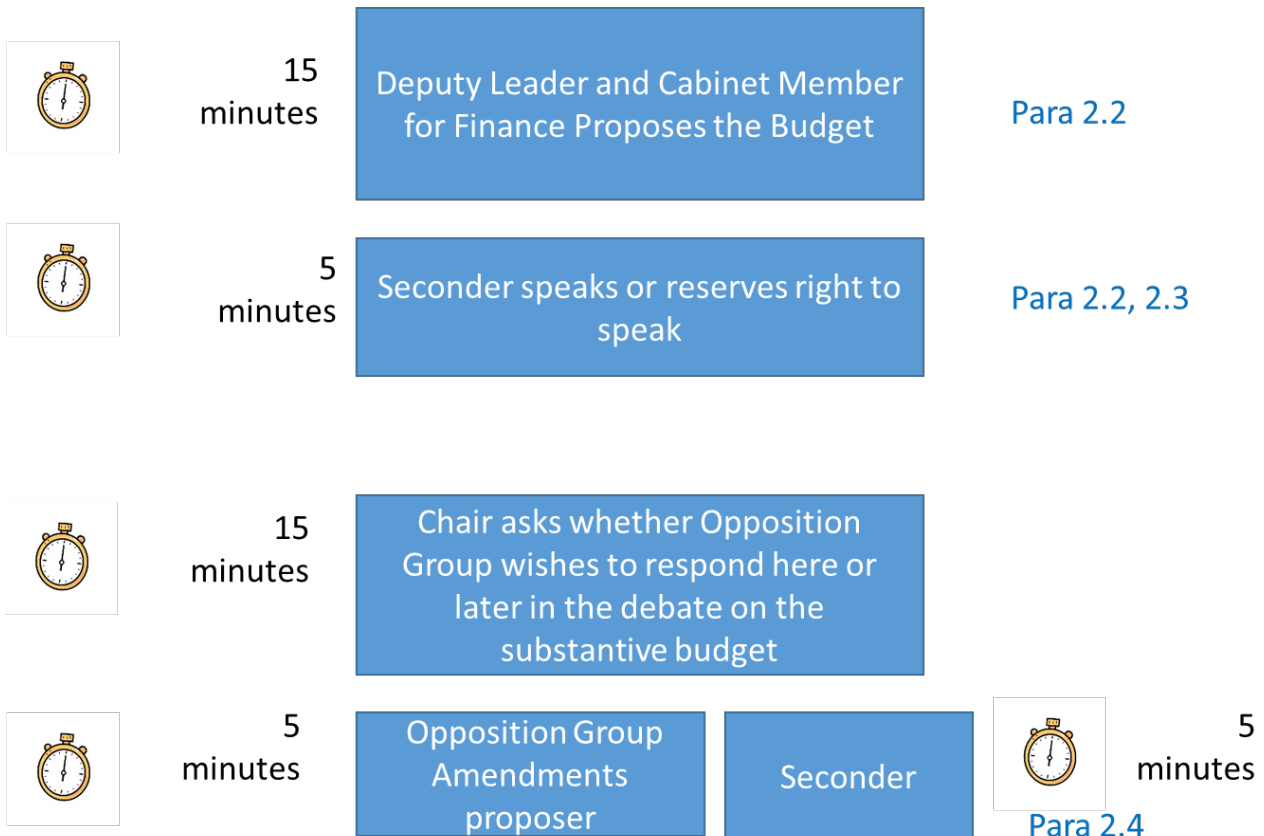 15
minutes
Deputy Leader and Cabinet Member
for Finance Proposes the Budget
Para 2.2
5
minutes
Seconder speaks or reserves right to
speak
Para 2.2, 2.3
15
minutes
Chair asks whether Opposition
Group wishes to respond here or
later in the debate on the
substantive budget
5
minutes
Opposition Group
Amendments
proposer
Seconder
5
minutes
Para 2.4